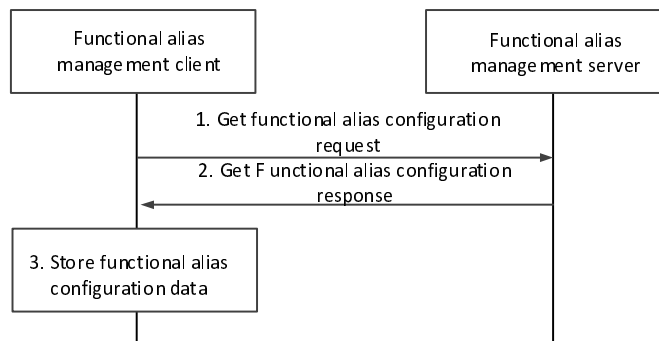 Functional alias
management client
Functional alias
management server
1. Get functional alias configuration
request
2. Get F unctional alias configuration
response
3. Store functional alias
configuration data